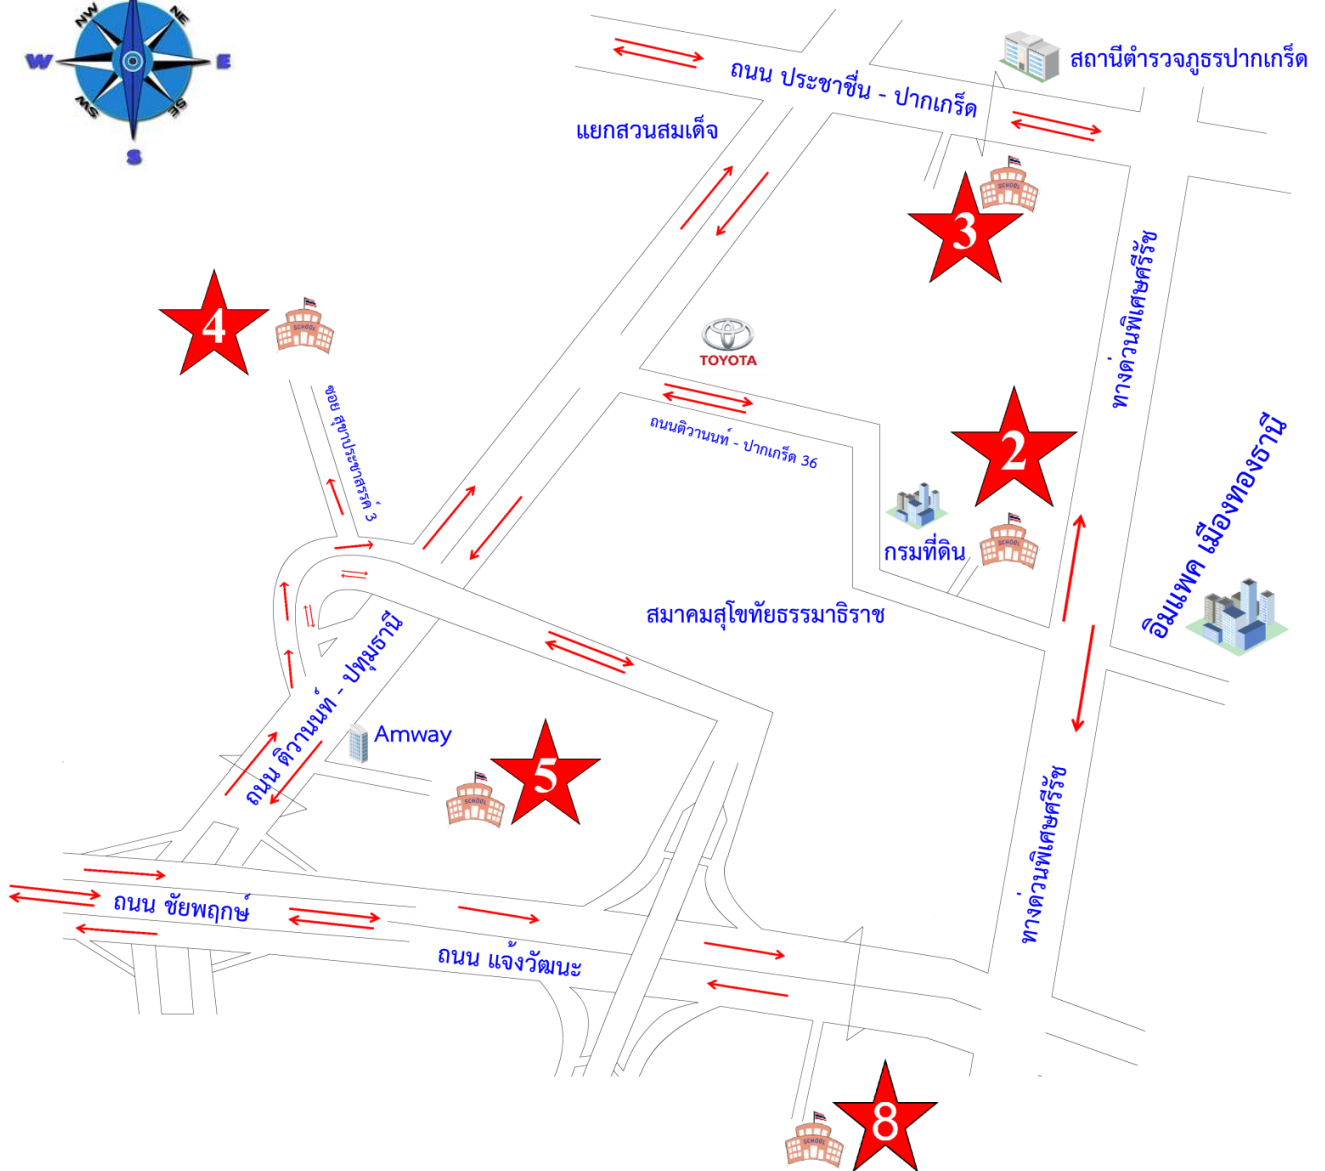 NW
NE
W
E
SW
SE
S
สถานีตำรวจภูธรปากเกร็ด
ถนน ประชาชื่น - ปากเกร็ด
แยกสวนสมเด็จ
SCHOOL
3
ทางด่วนพิเศษศรีรัช
4
SCHOOL
TOYOTA
ซอย สุขาประชาสรรค์ 3
ถนนติวานนท์ - ปากเกร็ด 36
2
อิมแพค เมืองทองธานี
กรมที่ดิน
SCHOOL
สมาคมสุโขทัยธรรมาธิราช
ถนน ติวานนท์ - ปทุมธานี
Amway
5
SCHOOL
ทางด่วนพิเศษศรีรัช
ถนน ชัยพฤกษ์
ถนน แจ้งวัฒนะ
8
SCHOOL